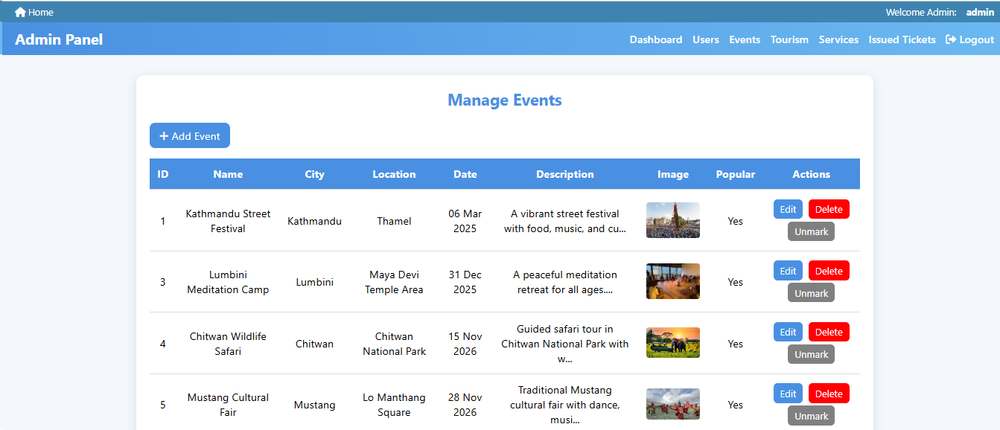 Home
Welcome Admin: admin
Admin Panel
Dashboard Users Events Tourism Services Issued Tickets Logout
Manage Events
+ Add Event
ID Name City Location Date Description Image Popular Actions
1 Kathmandu Street Festival Kathmandu Thamel 06 Mar 2025 A vibrant street festival with food, music, and cu... Yes Edit Delete Unmark
3 Lumbini Meditation Camp Lumbini Maya Devi Temple Area 31 Dec 2025 A peaceful meditation retreat for all ages.... Yes Edit Delete Unmark
4 Chitwan Wildlife Safari Chitwan Chitwan National Park 15 Nov 2026 Guided safari tour in Chitwan National Park with w... Yes Edit Delete Unmark
5 Mustang Cultural Fair Mustang Lo Manthang Square 28 Nov 2026 Traditional Mustang cultural fair with dance, musi... Yes Edit Delete Unmark